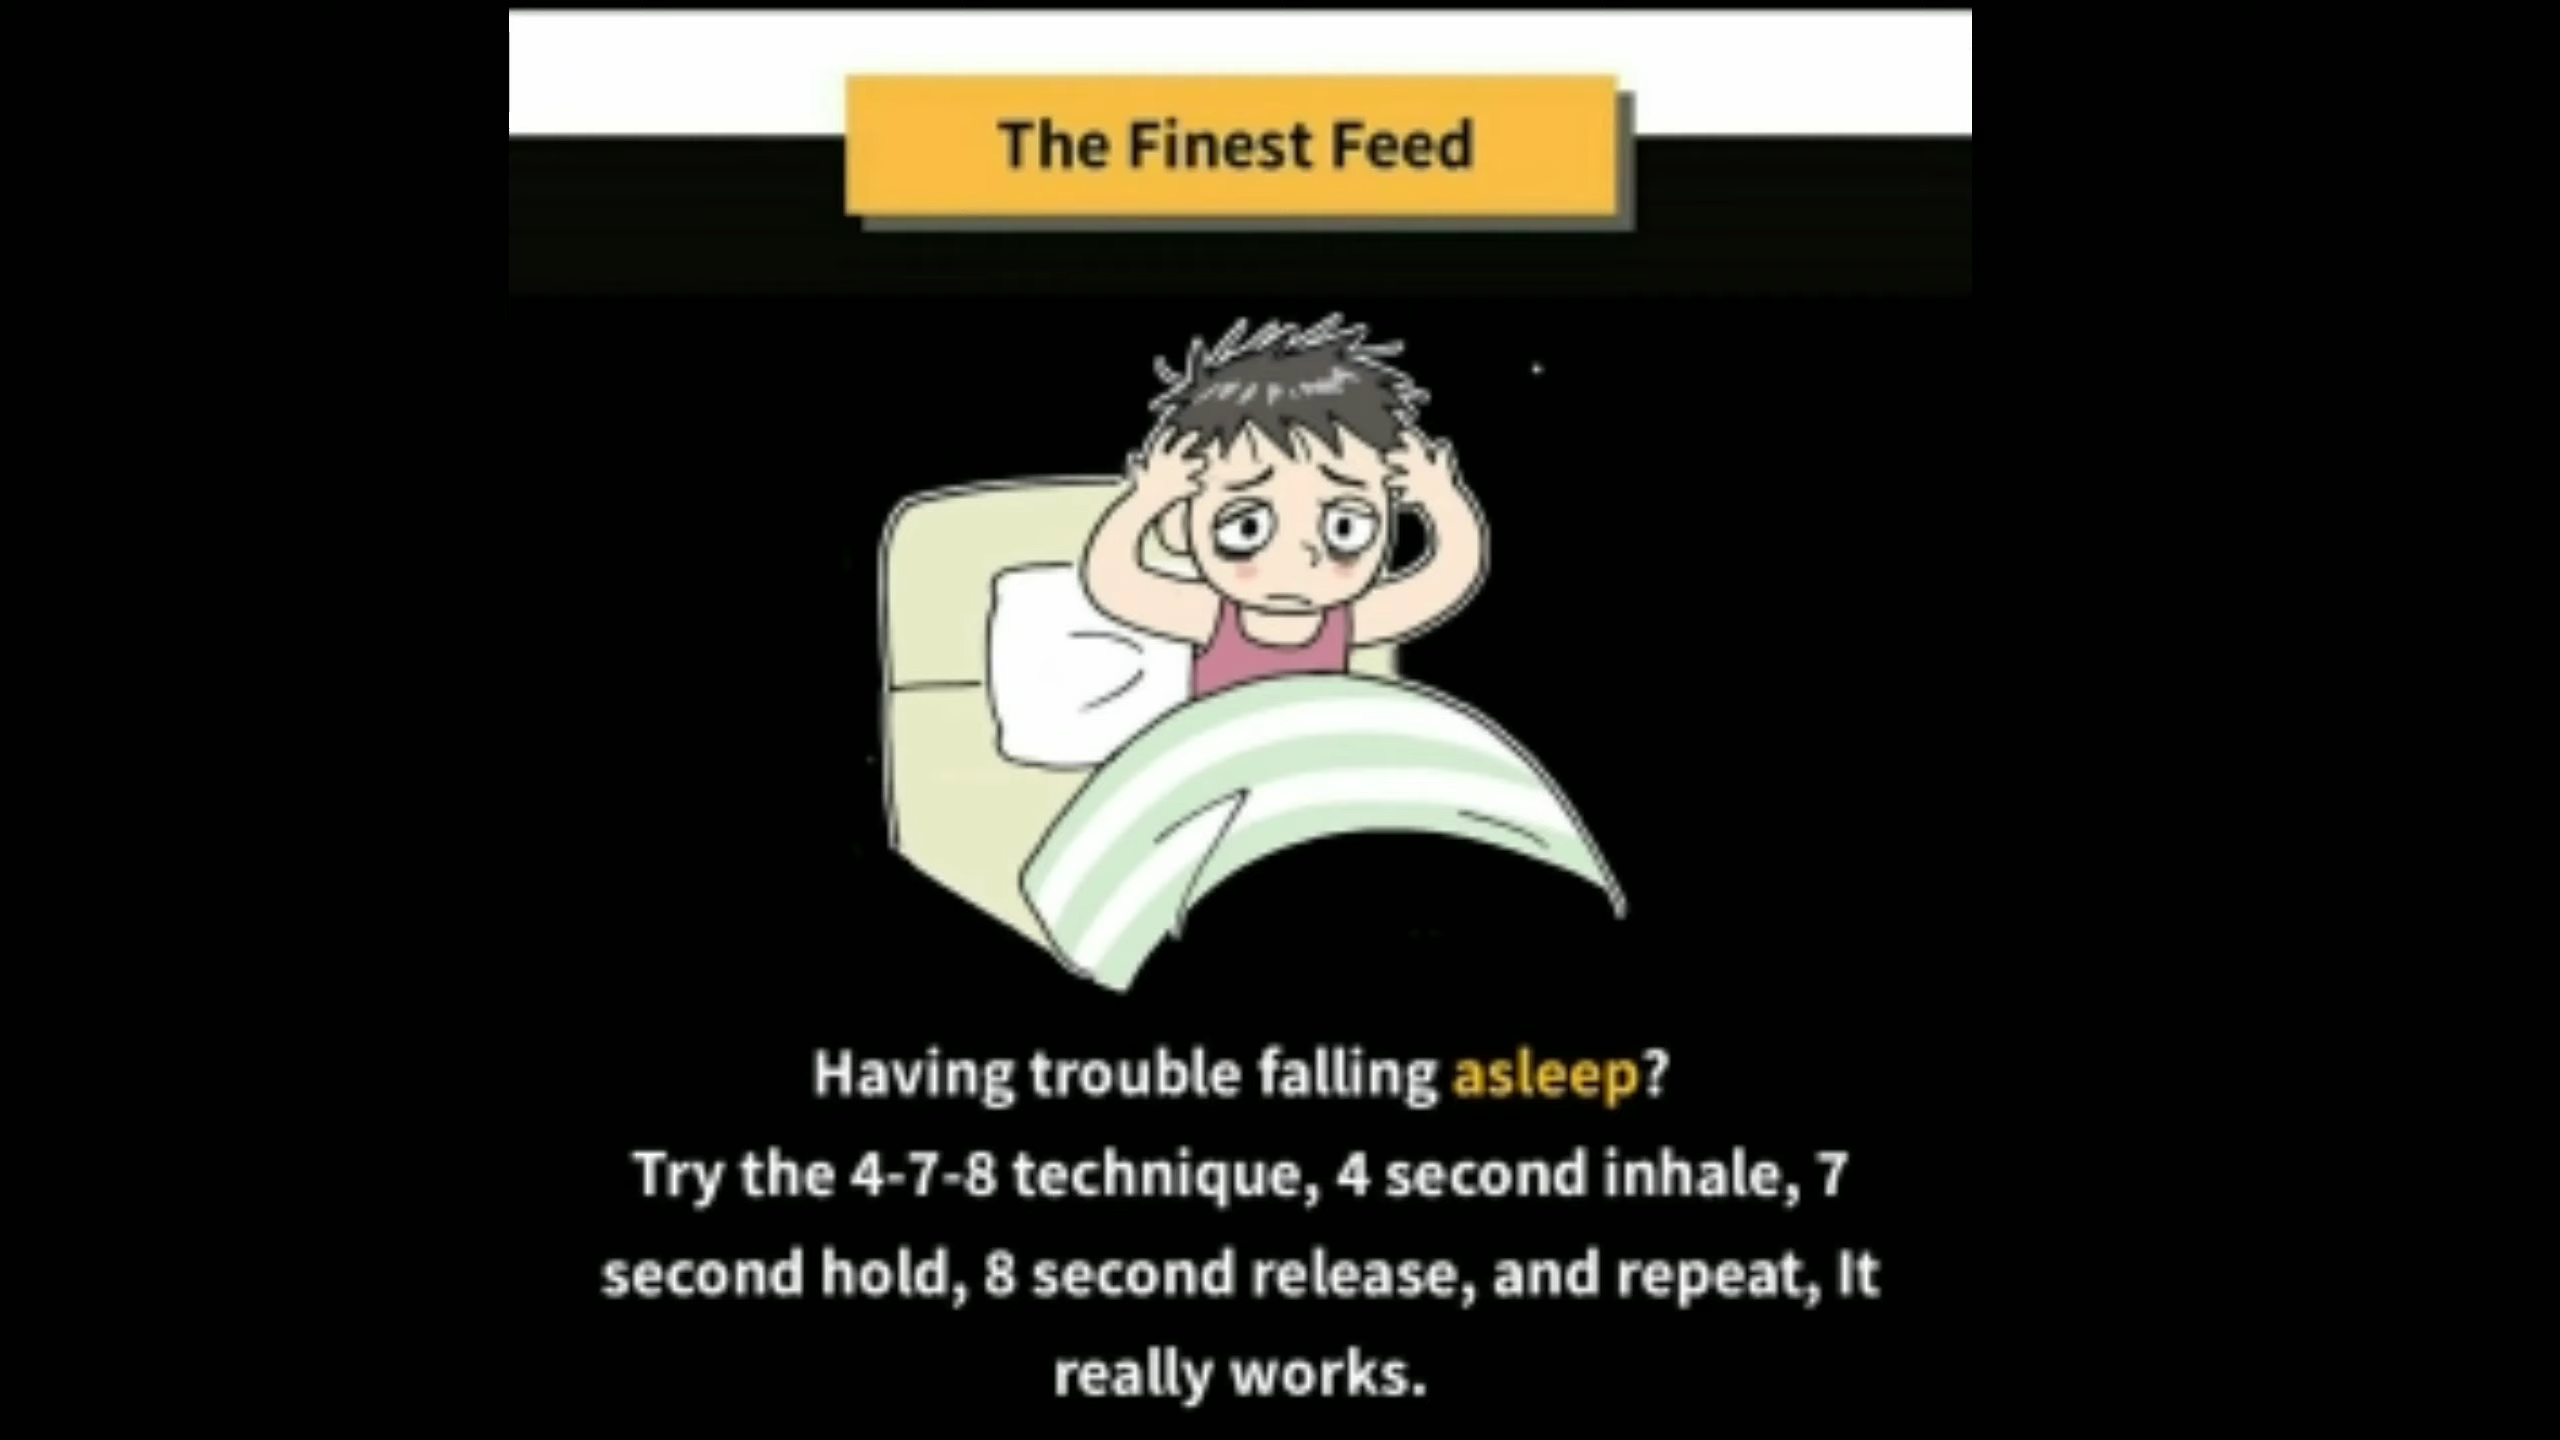 The Finest Feed
Having trouble falling asleep?
Try the 4-7-8 technique, 4 second inhale, 7
second hold, 8 second release, and repeat, It
really works.